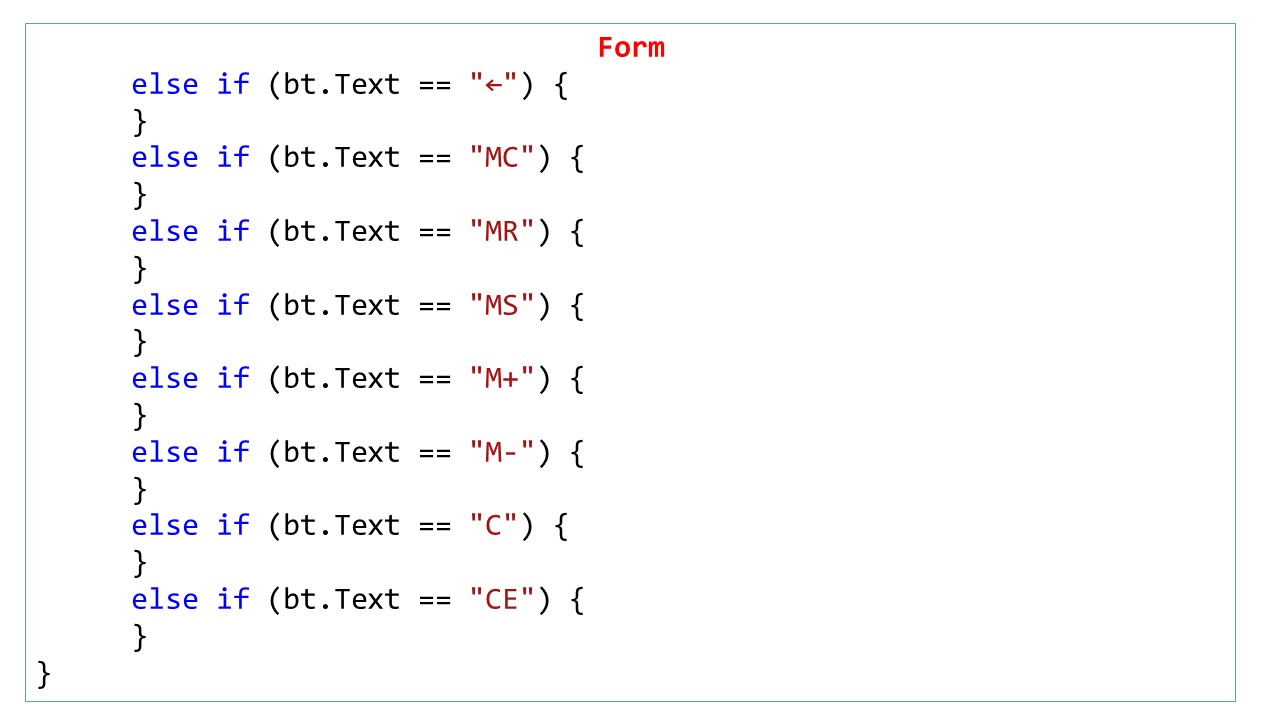 Form
else if (bt.Text == "←") {
}
else if (bt.Text == "MC") {
}
else if (bt.Text == "MR") {
}
else if (bt.Text == "MS") {
}
else if (bt.Text == "M+") {
}
else if (bt.Text == "M-") {
}
else if (bt.Text == "C") {
}
else if (bt.Text == "CE") {
}
}